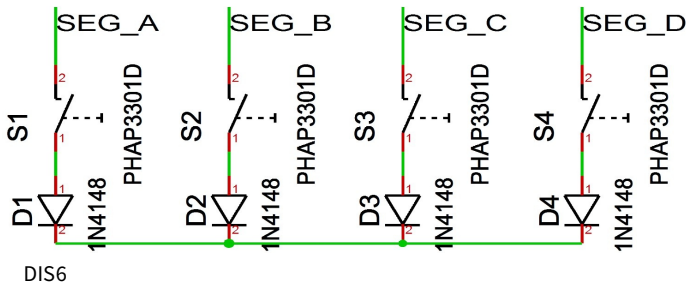 SEG_A
SEG_B
SEG_C
SEG_D
2
2
2
2
S1
PHAP3301D
S2
PHAP3301D
S3
PHAP3301D
S4
PHAP3301D
1
1
1
1
1
1
1
1
D1
1N4148
D2
1N4148
D3
1N4148
D4
1N4148
2
2
2
2
DIS6